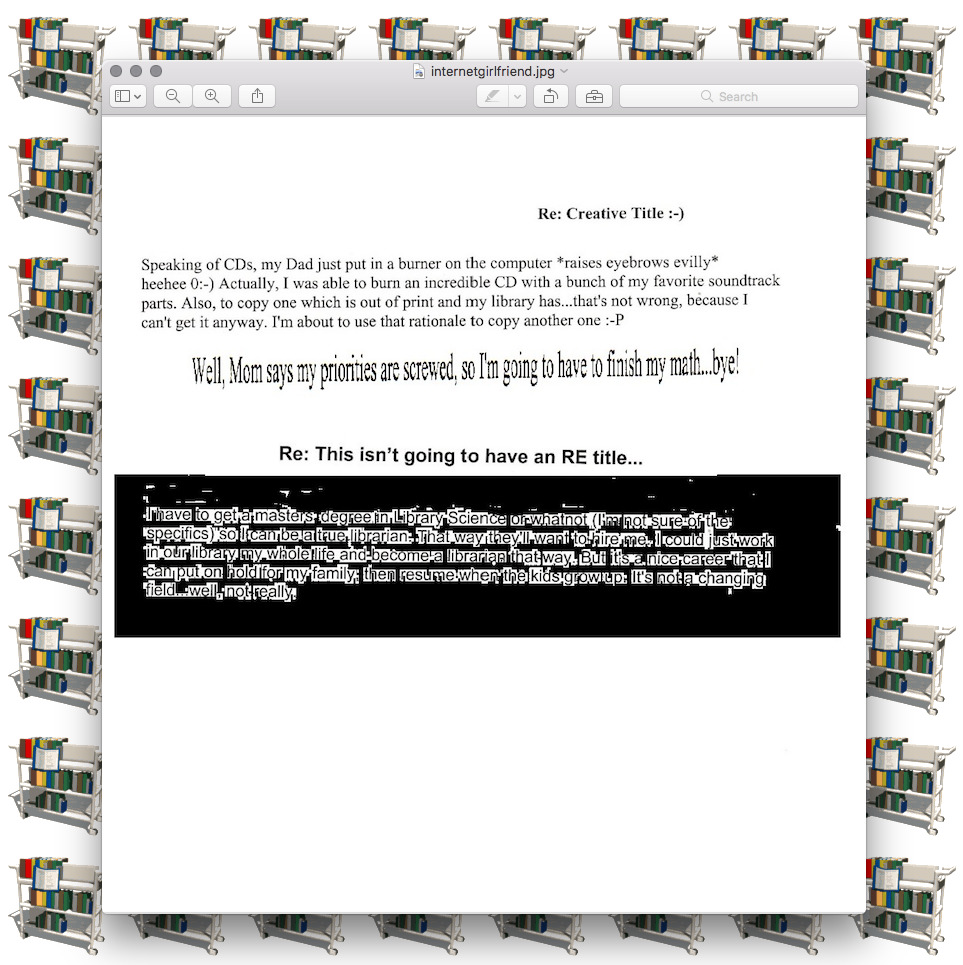 internetgirlfriend.jpg
Search
Re: Creative Title :-)
Speaking of CDs, my Dad just put in a burner on the computer *raises eyebrows evilly*
heehee 0:-) Actually, I was able to burn an incredible CD with a bunch of my favorite soundtrack
parts. Also, to copy one which is out of print and my library has...that's not wrong, because I
can't get it anyway. I'm about to use that rationale to copy another one :-P
Well, Mom says my priorities are screwed, so I'm going to have to finish my math...bye!
Re: This isn't going to have an RE title...
I have to get a masters degree in Library Science or whatnot (I'm not sure of the
specifics) so I can be a true librarian. That way they'll want to hire me. I could just work
in our library my whole life and become a librarian that way. But it's a nice career that I
can put on hold for my family, then resume when the kids grow up. It's not a changing
field...well, not really.